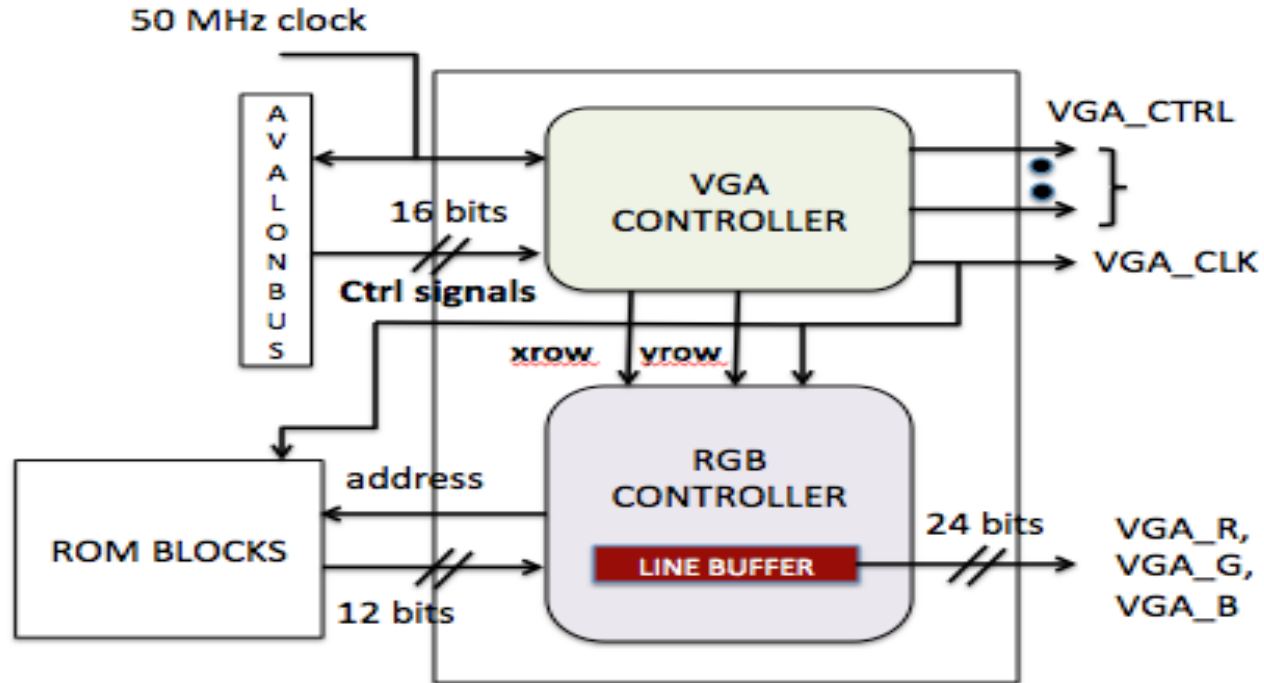 50 MHz clock
A
V
A
L
O
N
B
U
S
VGA
CONTROLLER
VGA_CTRL
16 bits
Ctrl signals
VGA_CLK
xrow yrow
ROM BLOCKS
address
12 bits
RGB
CONTROLLER
LINE BUFFER
24 bits
VGA_R,
VGA_G,
VGA_B